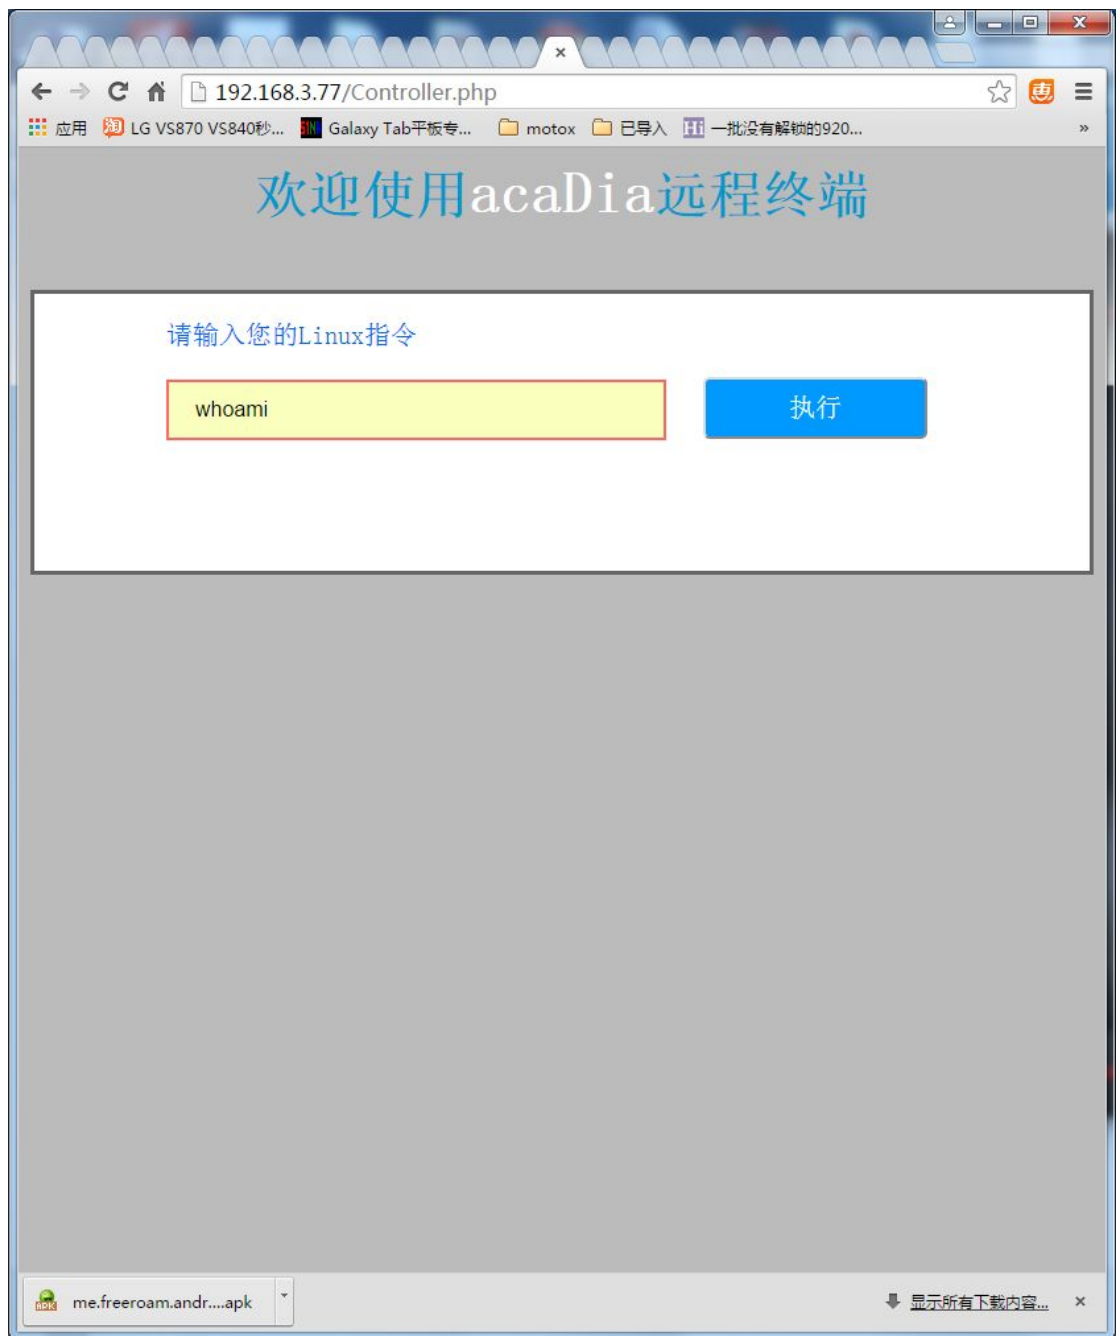 192.168.3.77/Controller.php
应用 LG VS870 VS840秒... Galaxy Tab平板专... motox 已导入 一批没有解锁的920... »
欢迎使用acaDia远程终端
请输入您的Linux指令
whoami 执行
me.freeroam.andr....apk 显示所有下载内容...